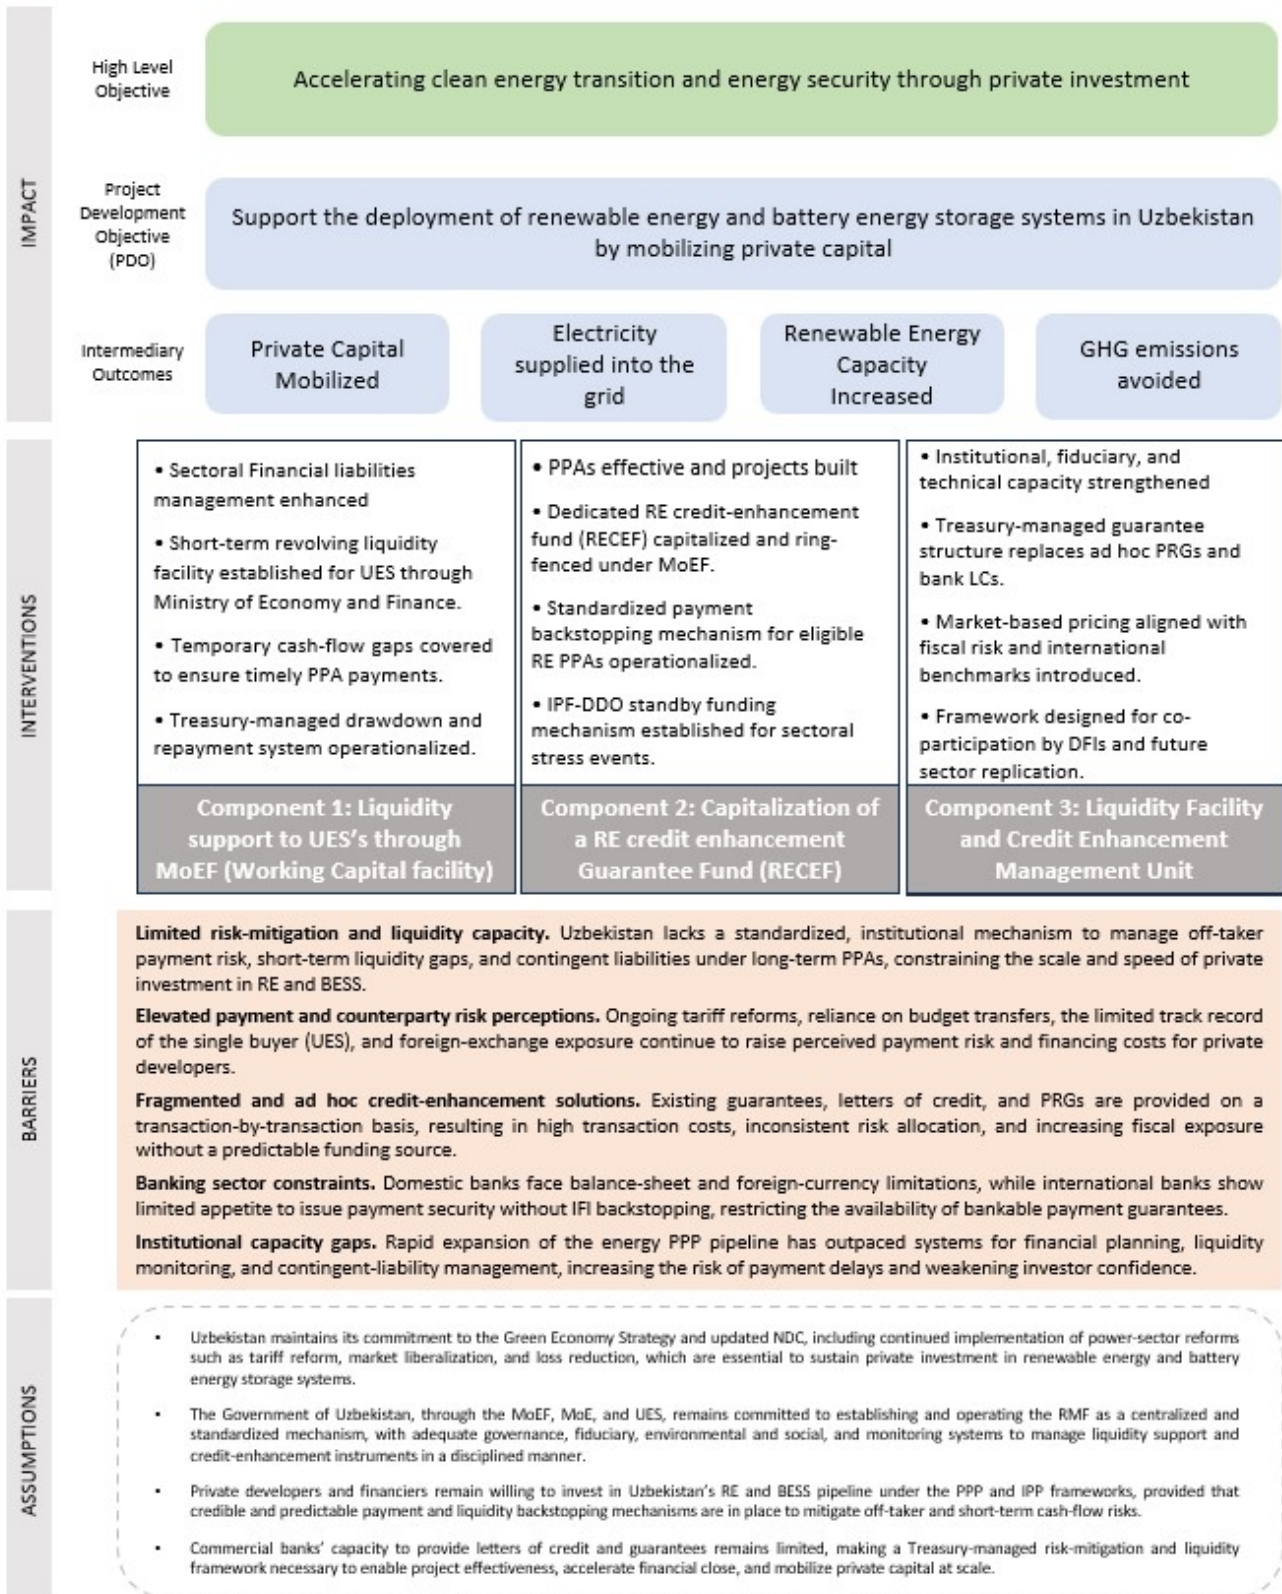 IMPACT
High Level
Objective
Accelerating clean energy transition and energy security through private investment
Project
Development
Objective
(PDO)
Support the deployment of renewable energy and battery energy storage systems in Uzbekistan
by mobilizing private capital
Intermediary
Outcomes
Private Capital
Mobilized
Electricity
supplied into the
grid
Renewable Energy
Capacity
Increased
GHG emissions
avoided
INTERVENTIONS
• Sectoral Financial liabilities
management enhanced
• Short-term revolving liquidity
facility established for UES through
Ministry of Economy and Finance.
• Temporary cash-flow gaps covered
to ensure timely PPA payments.
• Treasury-managed drawdown and
repayment system operationalized.
Component 1: Liquidity
support to UES's through
MoEF (Working Capital facility)
• PPAs effective and projects built
• Dedicated RE credit-enhancement
fund (RECEF) capitalized and ring-
fenced under MoEF.
• Standardized payment
backstopping mechanism for eligible
RE PPAs operationalized.
• IPF-DDO standby funding
mechanism established for sectoral
stress events.
Component 2: Capitalization of
a RE credit enhancement
Guarantee Fund (RECEF)
• Institutional, fiduciary, and
technical capacity strengthened
• Treasury-managed guarantee
structure replaces ad hoc PRGs and
bank LCs.
• Market-based pricing aligned with
fiscal risk and international
benchmarks introduced.
• Framework designed for co-
participation by DFIs and future
sector replication.
Component 3: Liquidity Facility
and Credit Enhancement
Management Unit
BARRIERS
Limited risk-mitigation and liquidity capacity. Uzbekistan lacks a standardized, institutional mechanism to manage off-taker
payment risk, short-term liquidity gaps, and contingent liabilities under long-term PPAs, constraining the scale and speed of private
investment in RE and BESS.
Elevated payment and counterparty risk perceptions. Ongoing tariff reforms, reliance on budget transfers, the limited track record
of the single buyer (UES), and foreign-exchange exposure continue to raise perceived payment risk and financing costs for private
developers.
Fragmented and ad hoc credit-enhancement solutions. Existing guarantees, letters of credit, and PRGs are provided on a
transaction-by-transaction basis, resulting in high transaction costs, inconsistent risk allocation, and increasing fiscal exposure
without a predictable funding source.
Banking sector constraints. Domestic banks face balance-sheet and foreign-currency limitations, while international banks show
limited appetite to issue payment security without IFI backstopping, restricting the availability of bankable payment guarantees.
Institutional capacity gaps. Rapid expansion of the energy PPP pipeline has outpaced systems for financial planning, liquidity
monitoring, and contingent-liability management, increasing the risk of payment delays and weakening investor confidence.
ASSUMPTIONS
• Uzbekistan maintains its commitment to the Green Economy Strategy and updated NDC, including continued implementation of power-sector reforms
such as tariff reform, market liberalization, and loss reduction, which are essential to sustain private investment in renewable energy and battery
energy storage systems.
• The Government of Uzbekistan, through the MoEF, MoE, and UES, remains committed to establishing and operating the RMF as a centralized and
standardized mechanism, with adequate governance, fiduciary, environmental and social, and monitoring systems to manage liquidity support and
credit-enhancement instruments in a disciplined manner.
• Private developers and financiers remain willing to invest in Uzbekistan's RE and BESS pipeline under the PPP and IPP frameworks, provided that
credible and predictable payment and liquidity backstopping mechanisms are in place to mitigate off-taker and short-term cash-flow risks.
• Commercial banks' capacity to provide letters of credit and guarantees remains limited, making a Treasury-managed risk-mitigation and liquidity
framework necessary to enable project effectiveness, accelerate financial close, and mobilize private capital at scale.